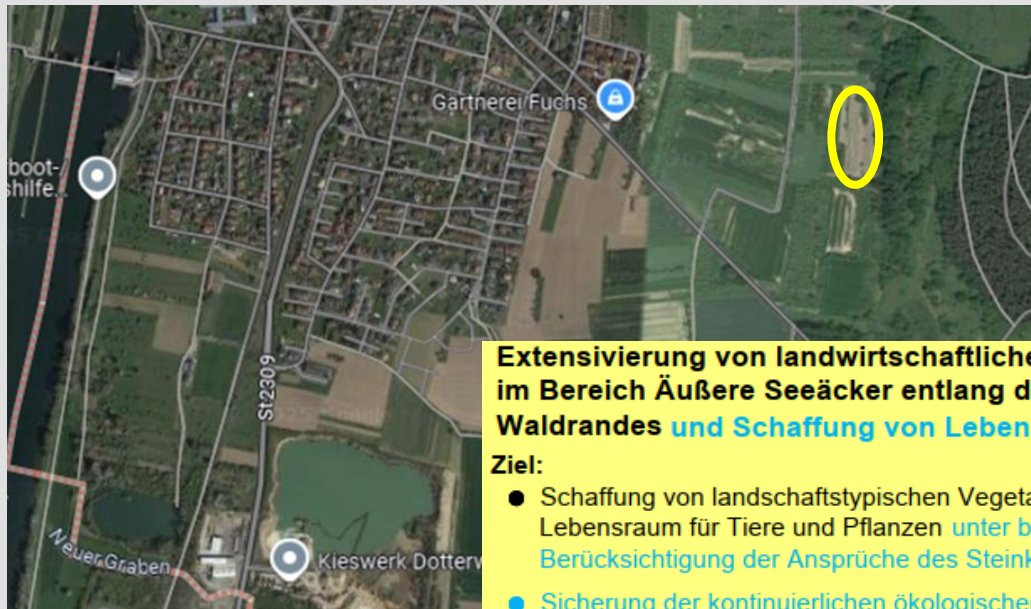 Gärtnerei Fuchs
rboot-
shilfe...
St2309
Neuer Graben
Kieswerk Dotterw
Extensivierung von landwirtschaftliche
im Bereich Äußere Seeäcker entlang d
Waldrandes und Schaffung von Leben
Ziel:
● Schaffung von landschaftstypischen Vegeta
Lebensraum für Tiere und Pflanzen unter b
Berücksichtigung der Ansprüche des Steink
● Sicherung der kontinuierlichen ökologische